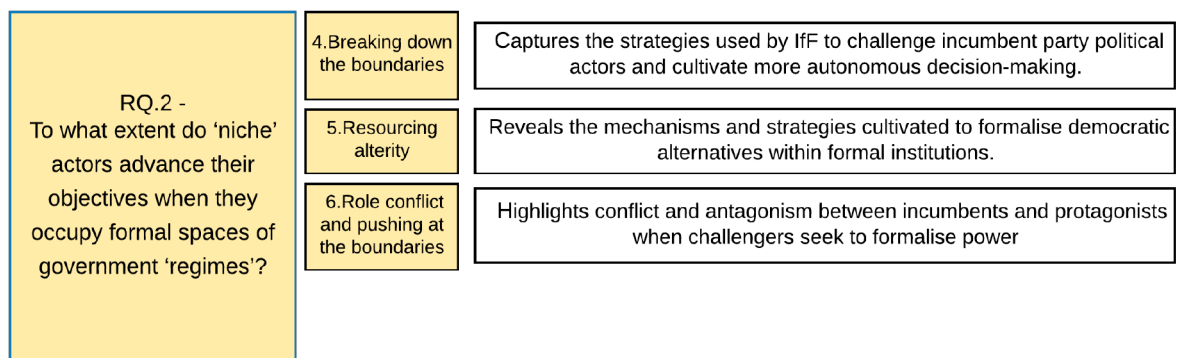 RQ.2 -
To what extent do ‘niche’
actors advance their
objectives when they
occupy formal spaces of
government ‘regimes’?
4.Breaking down
the boundaries
Captures the strategies used by IfF to challenge incumbent party political
actors and cultivate more autonomous decision-making.
5.Resourcing
alterity
Reveals the mechanisms and strategies cultivated to formalise democratic
alternatives within formal institutions.
6.Role conflict
and pushing at
the boundaries
Highlights conflict and antagonism between incumbents and protagonists
when challengers seek to formalise power